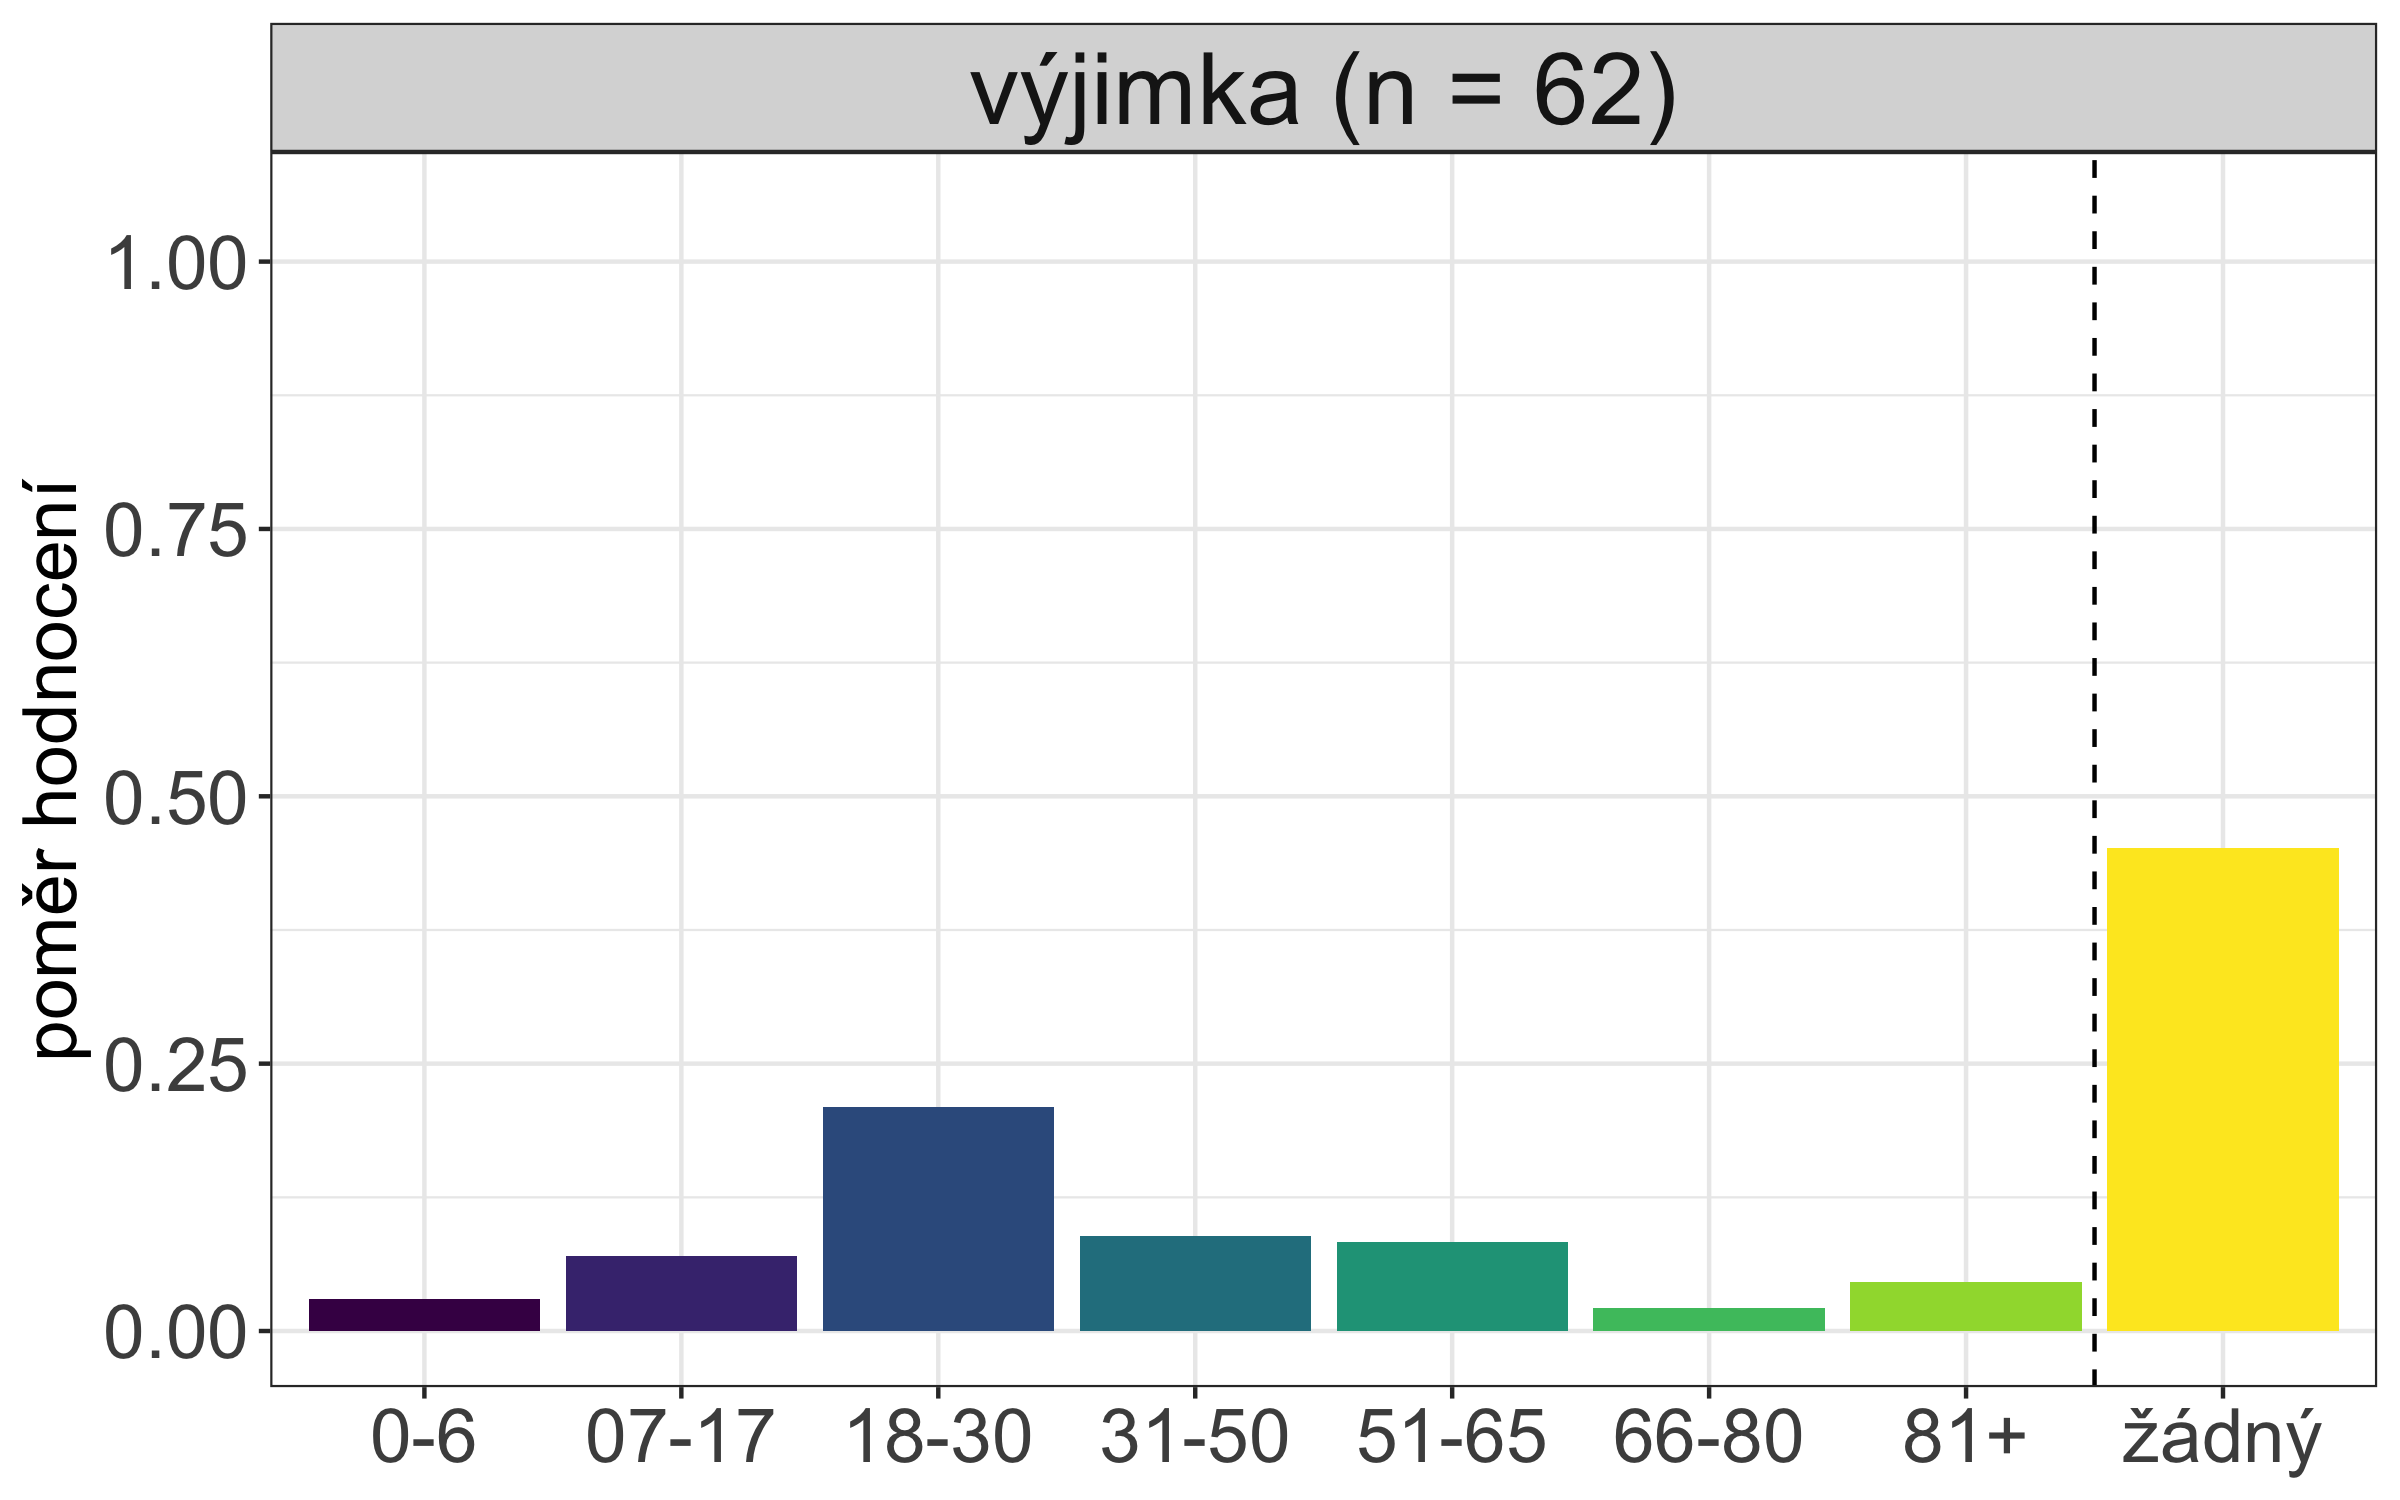 výjimka (n = 62)
poměr hodnocení
1.00
0.75
0.50
0.25
0.00
0-6 07-17 18-30 31-50 51-65 66-80 81+ žádný